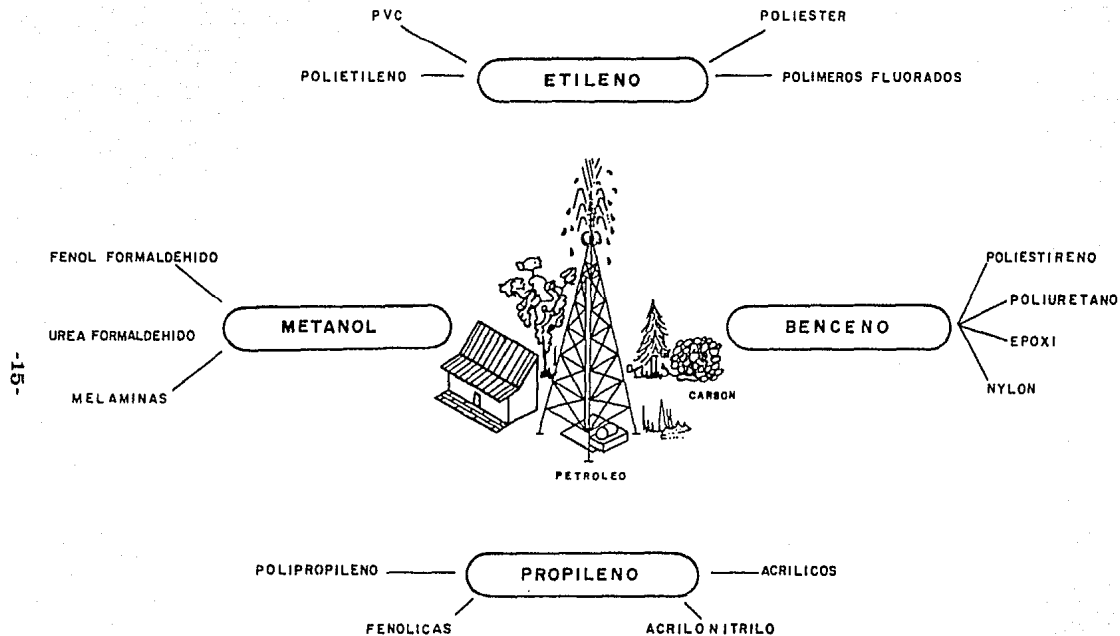 PVC
POLIESTER
POLIETILENO
ETILENO
POLIMEROS FLUORADOS
FENOL FORMALDEHIDO
POLIESTIRENO
METANOL
BENCENO
POLIURETANO
UREA FORMALDEHIDO
EPOXI
MELAMINAS
NYLON
CARBON
PETROLEO
-15-
POLIPROPILENO
PROPILENO
ACRILICOS
FENOLICAS
ACRILONITRILO